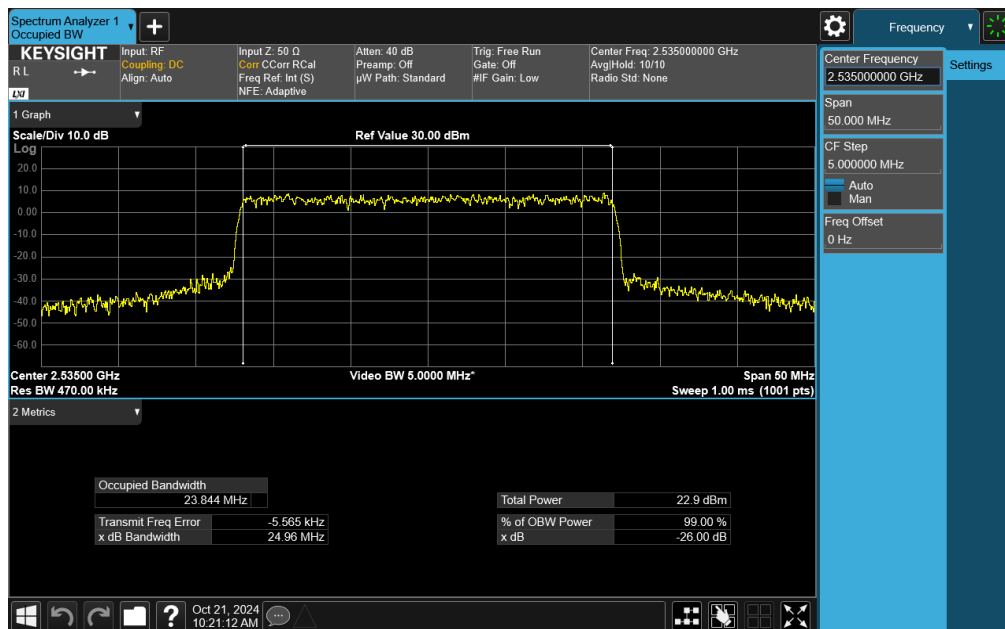 Spectrum Analyzer 1
Occupied BW
Frequency
KEYSIGHT
R L
LXI
Input: RF
Coupling: DC
Align: Auto
Input Z: 50 Ω
Corr CCorr RCal
Freq Ref: Int (S)
NFE: Adaptive
Atten: 40 dB
Preamp: Off
µW Path: Standard
Trig: Free Run
Gate: Off
#IF Gain: Low
Center Freq: 2.535000000 GHz
Avg|Hold: 10/10
Radio Std: None
Center Frequency
2.535000000 GHz
Settings
Span
50.000 MHz
CF Step
5.000000 MHz
Auto
Man
Freq Offset
0 Hz
1 Graph
Scale/Div 10.0 dB
Ref Value 30.00 dBm
Log
20.0
10.0
0.00
-10.0
-20.0
-30.0
-40.0
-50.0
-60.0
Center 2.53500 GHz
Video BW 5.0000 MHz*
Span 50 MHz
Res BW 470.00 kHz
Sweep 1.00 ms (1001 pts)
2 Metrics
Occupied Bandwidth
23.844 MHz
Total Power 22.9 dBm
Transmit Freq Error -5.565 kHz
% of OBW Power 99.00 %
x dB Bandwidth 24.96 MHz
x dB -26.00 dB
Oct 21, 2024
10:21:12 AM